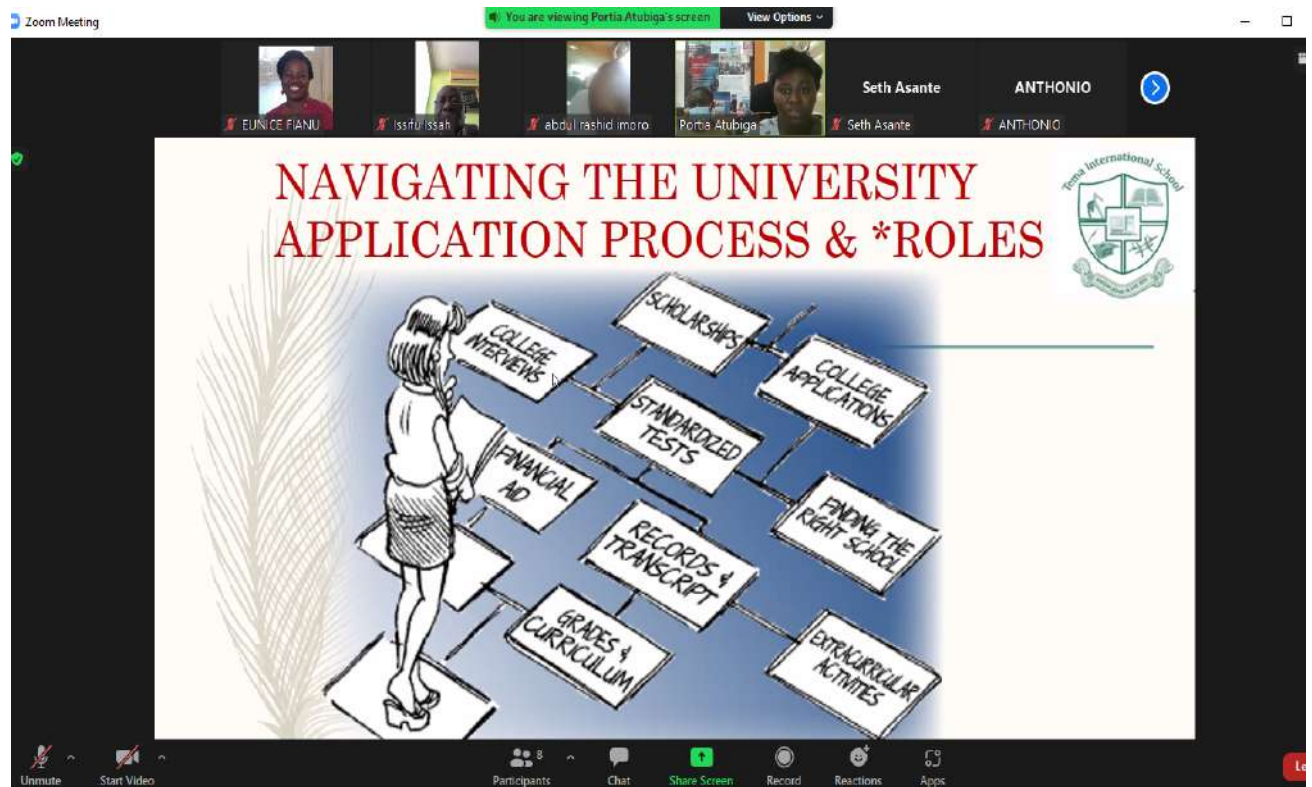 Zoom Meeting
You are viewing Portia Atubiga's screen
View Options
Seth Asante
ANTHONIO
EUNICE FIANU
Issifu Issah
abdul rashid imoro
Portia Atubiga
Seth Asante
ANTHONIO
NAVIGATING THE UNIVERSITY
APPLICATION PROCESS & *ROLES
Tema International School
SCHOLARSHIPS
COLLEGE
INTERVIEWS
COLLEGE
APPLICATIONS
STANDARDIZED
TESTS
FINANCIAL
AID
FINDING THE
RIGHT SCHOOL
RECORDS &
TRANSCRIPT
GRADES &
CURRICULUM
EXTRACURRICULAR
ACTIVITES
8
Unmute
Start Video
Participants
Chat
Share Screen
Record
Reactions
Apps
Le